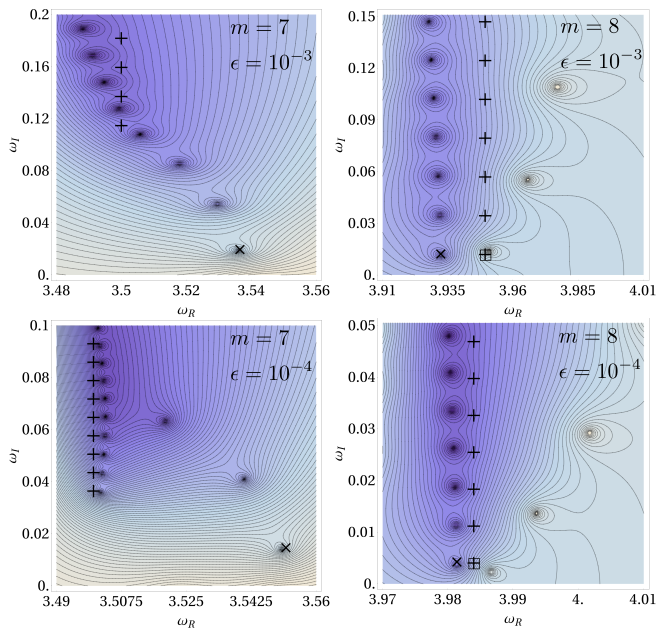 m = 7
ϵ = 10⁻³
ω_I
0.2
0.16
0.12
0.08
0.04
0.
3.48 3.5 3.52 3.54 3.56
ω_R
m = 8
ϵ = 10⁻³
ω_I
0.15
0.12
0.09
0.06
0.03
0.
3.91 3.935 3.96 3.985 4.01
ω_R
m = 7
ϵ = 10⁻⁴
ω_I
0.1
0.08
0.06
0.04
0.02
0.
3.49 3.5075 3.525 3.5425 3.56
ω_R
m = 8
ϵ = 10⁻⁴
ω_I
0.05
0.04
0.03
0.02
0.01
0.
3.97 3.98 3.99 4. 4.01
ω_R